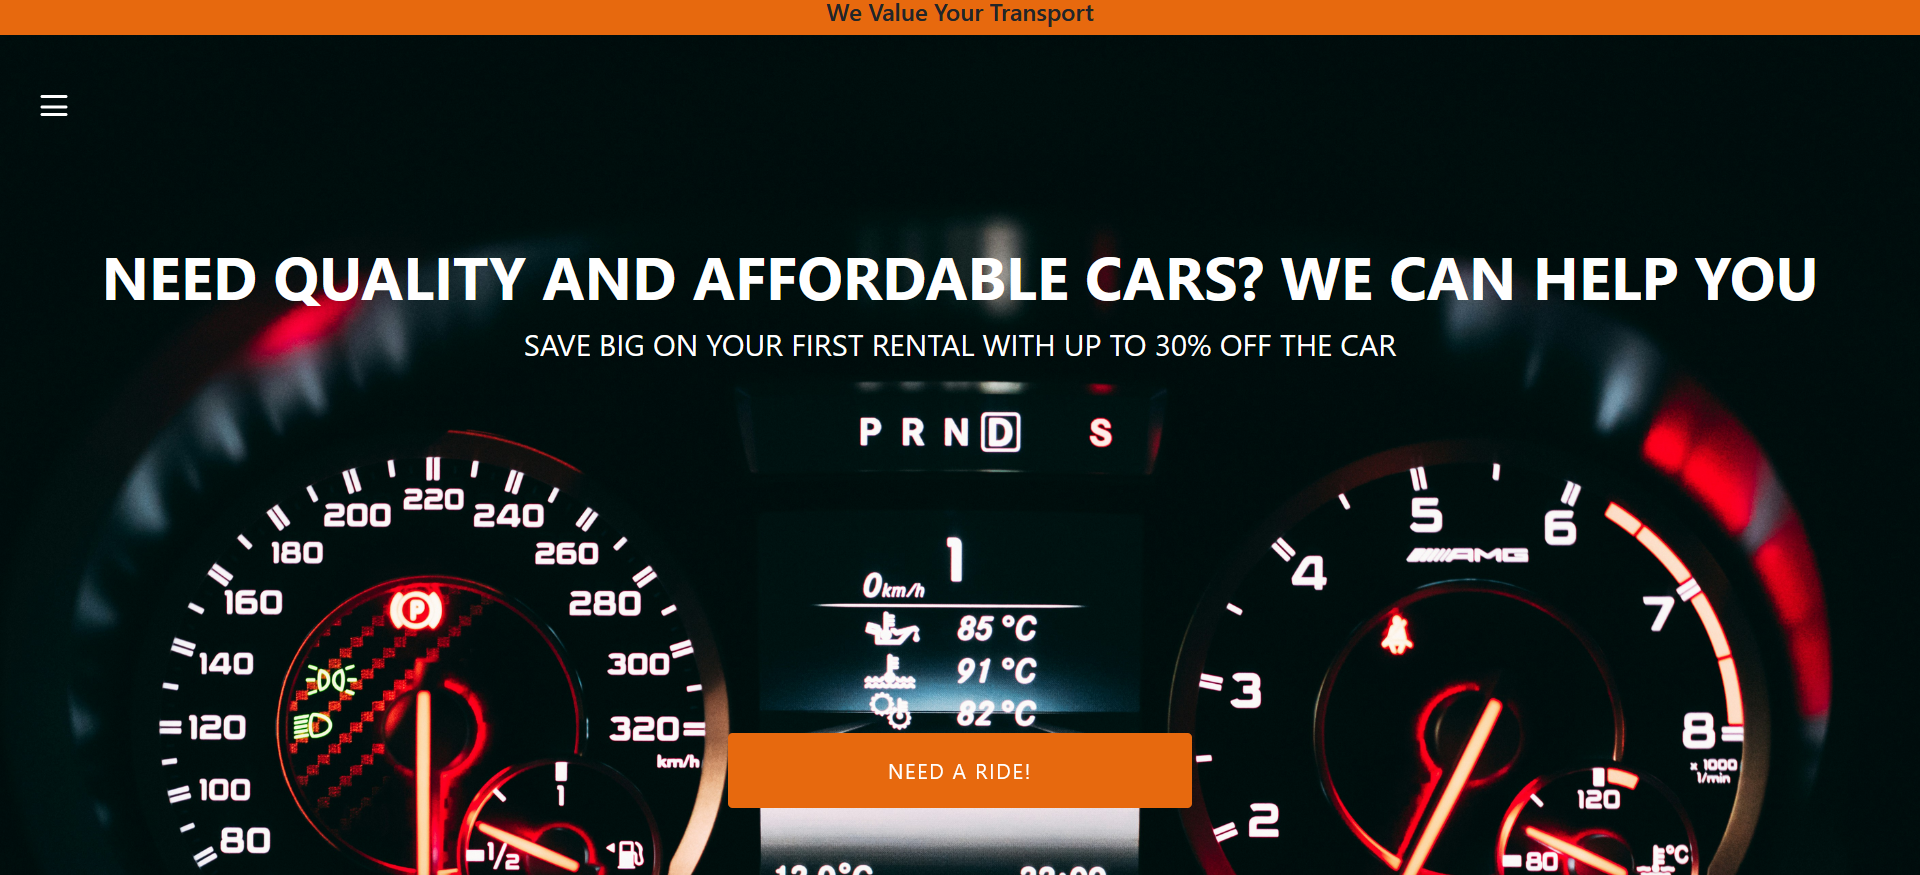 We Value Your Transport
NEED QUALITY AND AFFORDABLE CARS? WE CAN HELP YOU
SAVE BIG ON YOUR FIRST RENTAL WITH UP TO 30% OFF THE CAR
P R N D S
220
200 240
180 260
160 280
140 300
120 320
km/h
100
80
P
1
1/2
1
0 km/h
85 °C
91 °C
82 °C
NEED A RIDE!
5 6
AMG
4
7
3
8
x 1000
1/min
2
120
80 °C